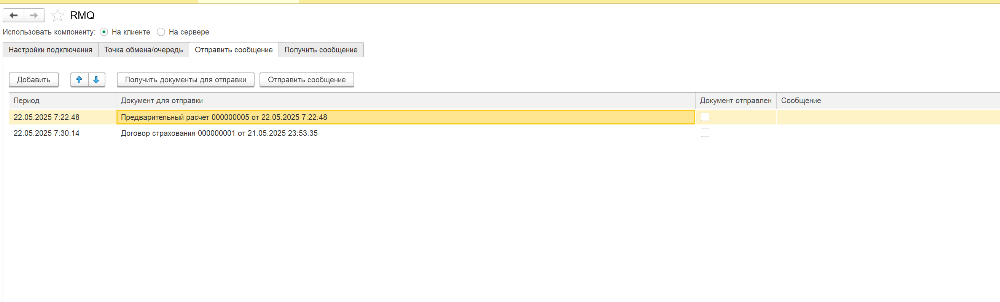 RMQ
Использовать компоненту: На клиенте На сервере
Настройки подключения Точка обмена/очередь Отправить сообщение Получить сообщение
Добавить Получить документы для отправки Отправить сообщение
Период Документ для отправки Документ отправлен Сообщение
22.05.2025 7:22:48 Предварительный расчет 000000005 от 22.05.2025 7:22:48
22.05.2025 7:30:14 Договор страхования 000000001 от 21.05.2025 23:53:35